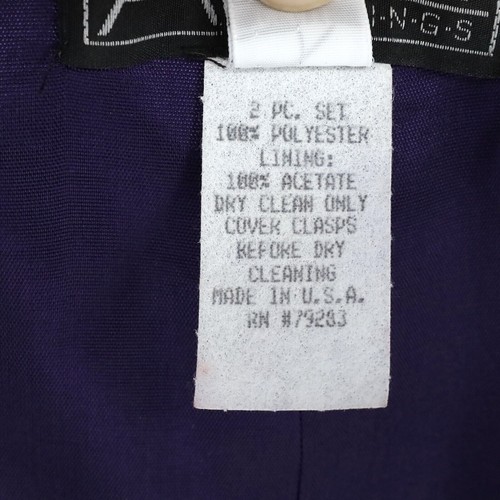 I·N·G·S
2 PC. SET
100% POLYESTER
LINING:
100% ACETATE
DRY CLEAN ONLY
COVER CLASPS
BEFORE DRY
CLEANING
MADE IN U.S.A.
RN #79283